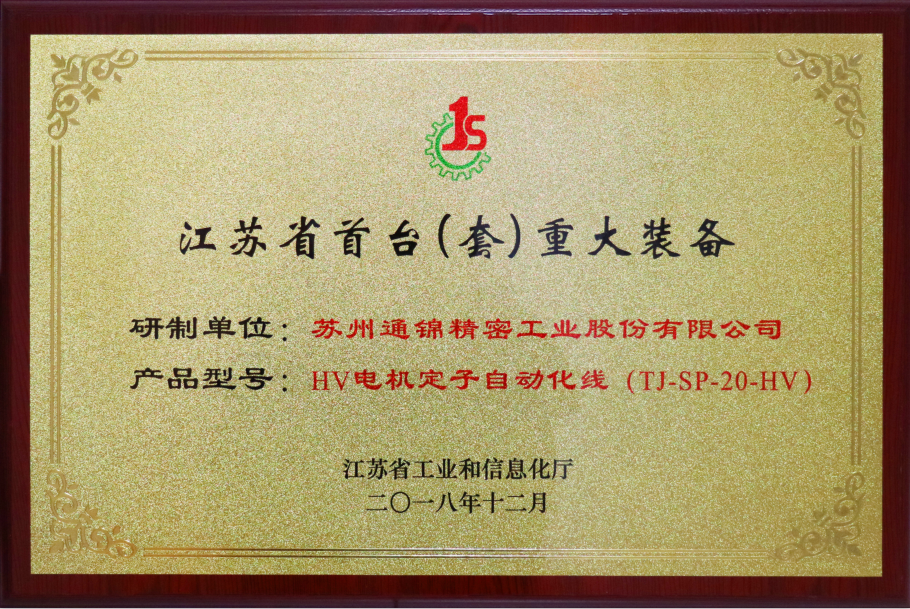 1S
江苏省首台(套)重大装备
研制单位：苏州通锦精密工业股份有限公司
产品型号：HV电机定子自动化线（TJ-SP-20-HV）
江苏省工业和信息化厅
二〇一八年十二月